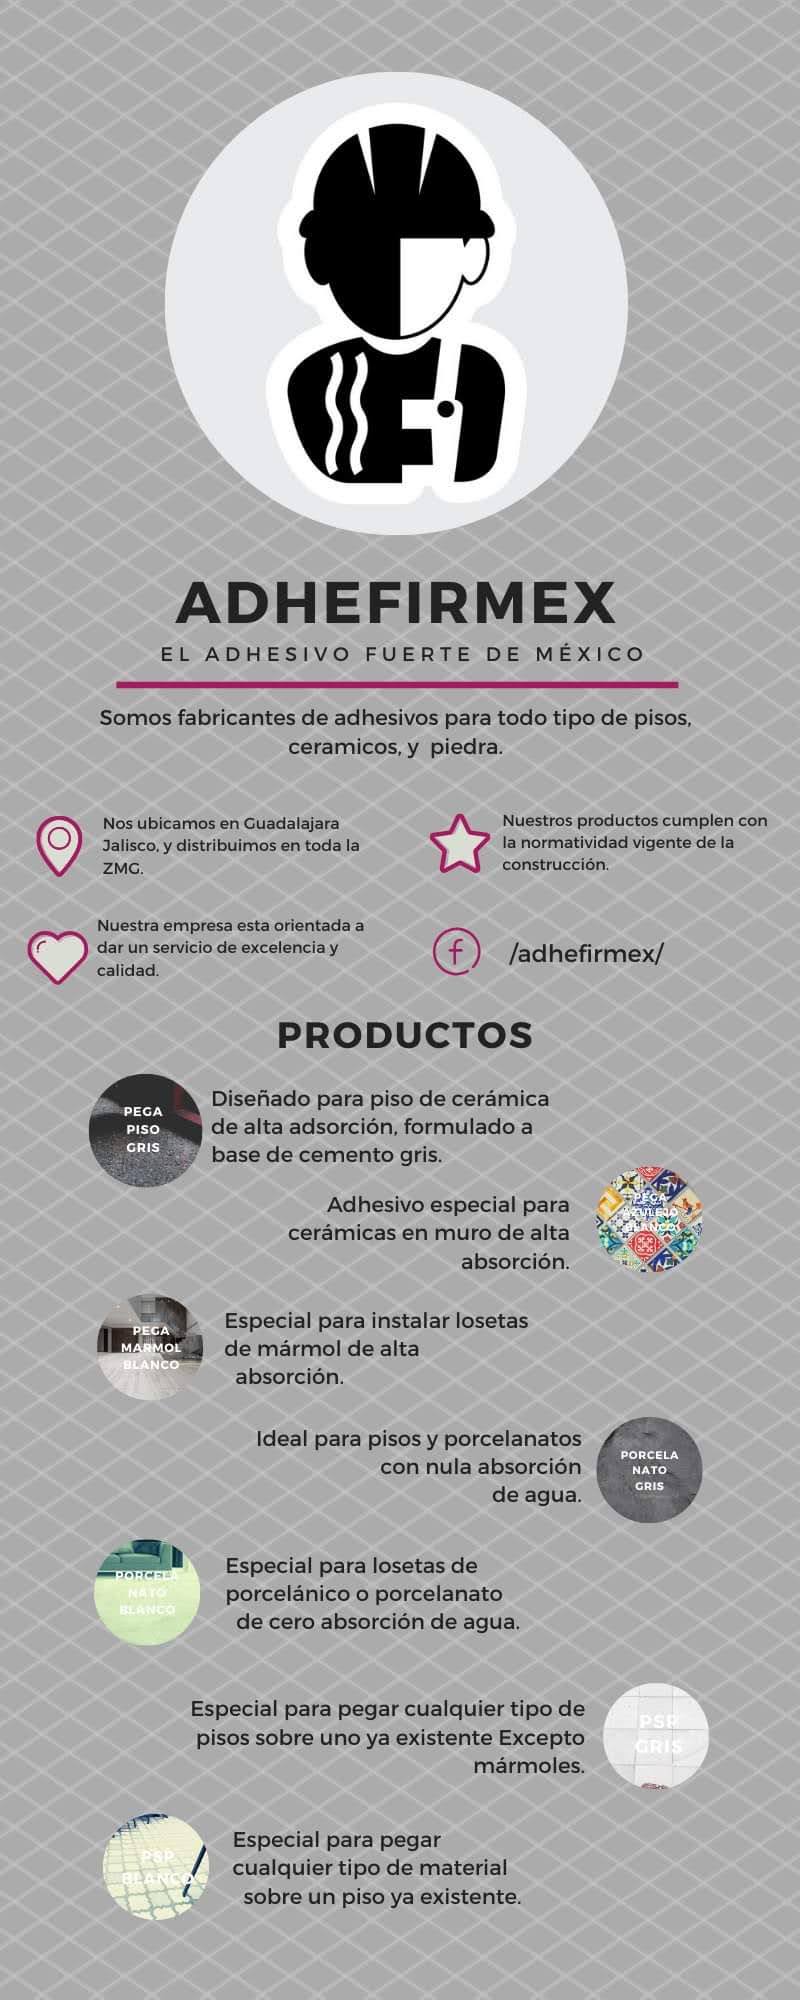 ADHEFIRMEX
EL ADHESIVO FUERTE DE MÉXICO
Somos fabricantes de adhesivos para todo tipo de pisos,
ceramicos, y piedra.
Nos ubicamos en Guadalajara
Jalisco, y distribuimos en toda la
ZMG.
Nuestros productos cumplen con
la normatividad vigente de la
construcción.
Nuestra empresa esta orientada a
dar un servicio de excelencia y
calidad.
/adhefirmex/
PRODUCTOS
PEGA
PISO
GRIS
Diseñado para piso de cerámica
de alta adsorción, formulado a
base de cemento gris.
Adhesivo especial para
cerámicas en muro de alta
absorción.
PEGA
AZULEJO
BLANCO
PEGA
MARMOL
BLANCO
Especial para instalar losetas
de mármol de alta
absorción.
Ideal para pisos y porcelanatos
con nula absorción
de agua.
PORCELA
NATO
GRIS
PORCELA
NATO
BLANCO
Especial para losetas de
porcelánico o porcelanato
de cero absorción de agua.
Especial para pegar cualquier tipo de
pisos sobre uno ya existente Excepto
mármoles.
PSP
GRIS
PSP
BLANCO
Especial para pegar
cualquier tipo de material
sobre un piso ya existente.